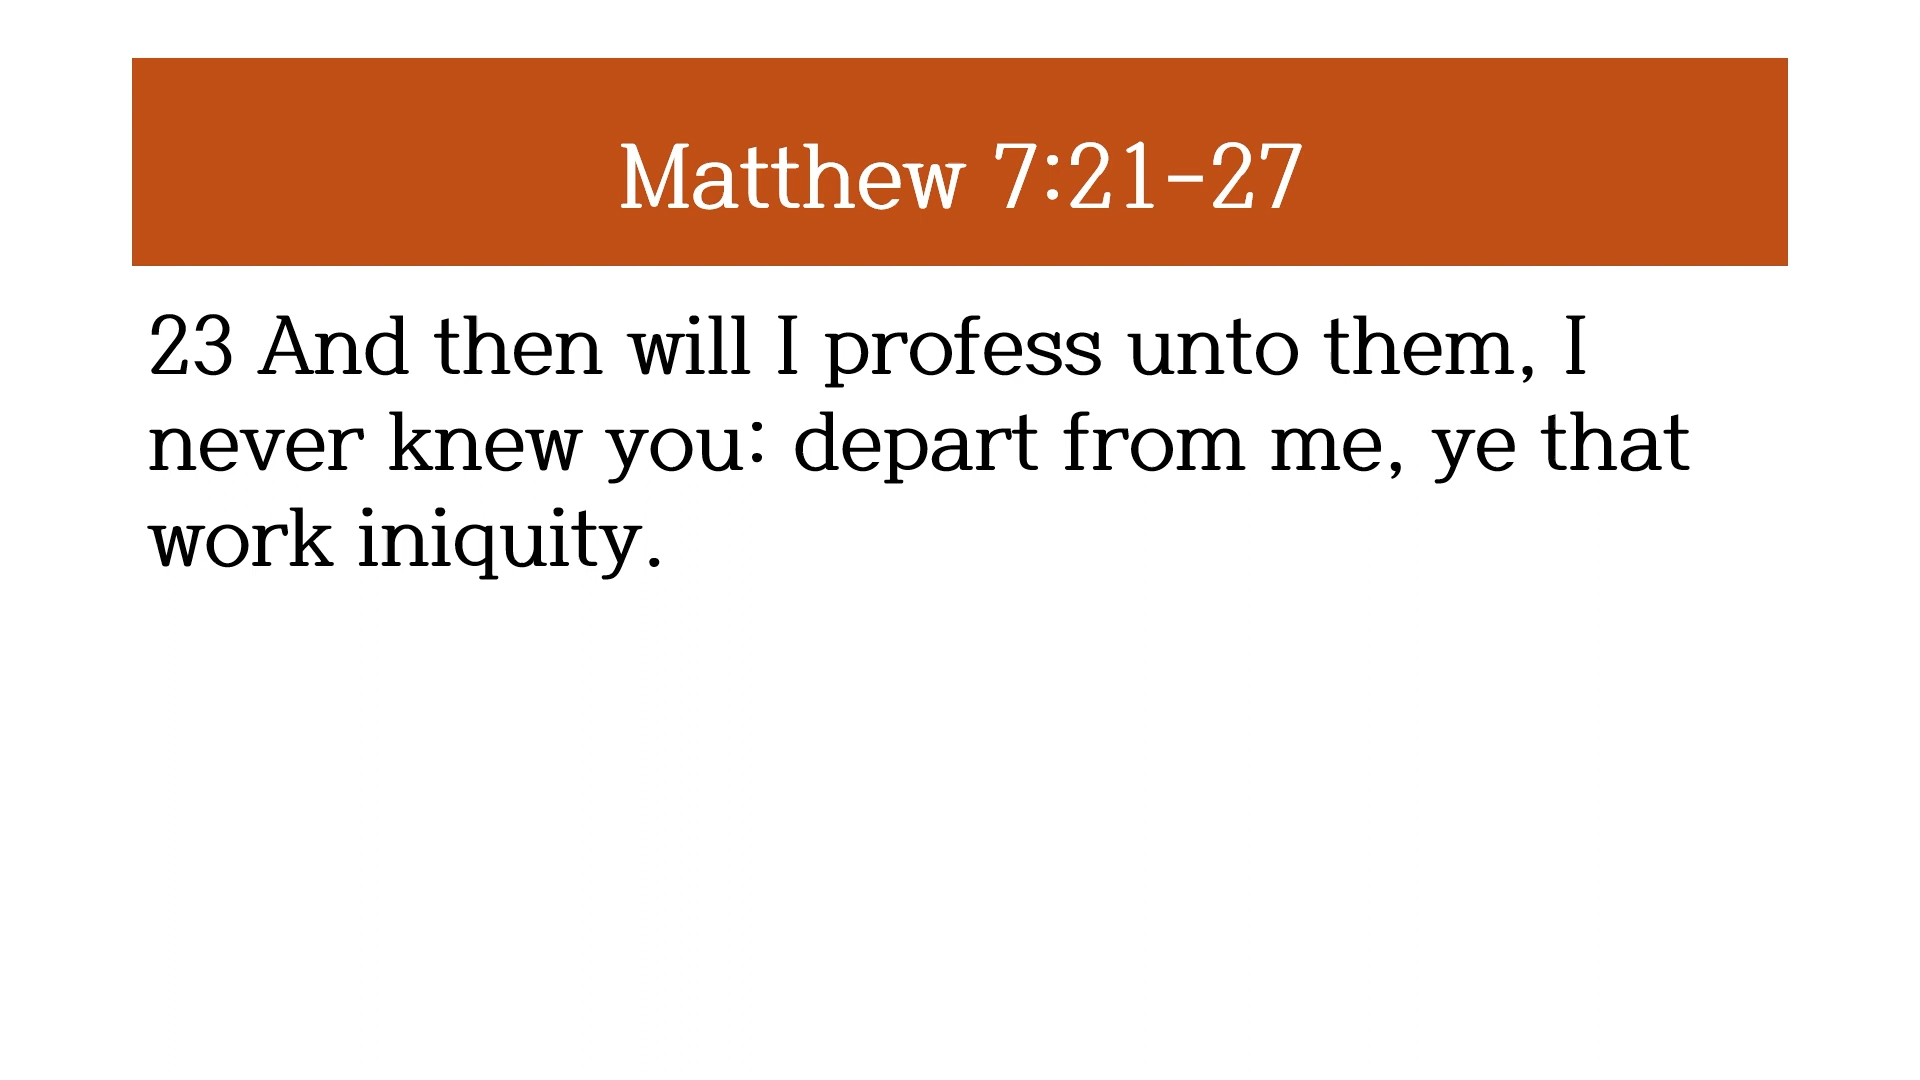 Matthew 7:21-27
23 And then will I profess unto them, I
never knew you: depart from me, ye that
work iniquity.